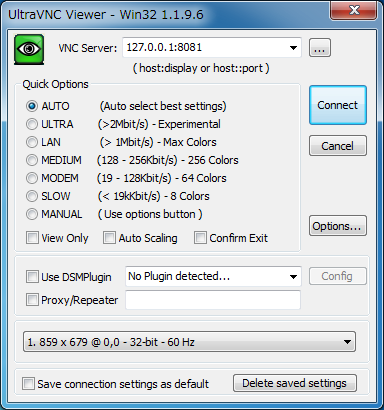 UltraVNC Viewer - Win32 1.1.9.6
VNC Server: 127.0.0.1:8081 ...
( host:display or host::port )
Quick Options
AUTO (Auto select best settings)
Connect
ULTRA (>2Mbit/s) - Experimental
LAN (> 1Mbit/s) - Max Colors
Cancel
MEDIUM (128 - 256Kbit/s) - 256 Colors
MODEM (19 - 128Kbit/s) - 64 Colors
SLOW (< 19kKbit/s) - 8 Colors
MANUAL ( Use options button )
Options...
View Only Auto Scaling Confirm Exit
Use DSMPlugin No Plugin detected... Config
Proxy/Repeater
1. 859 x 679 @ 0,0 - 32-bit - 60 Hz
Save connection settings as default Delete saved settings